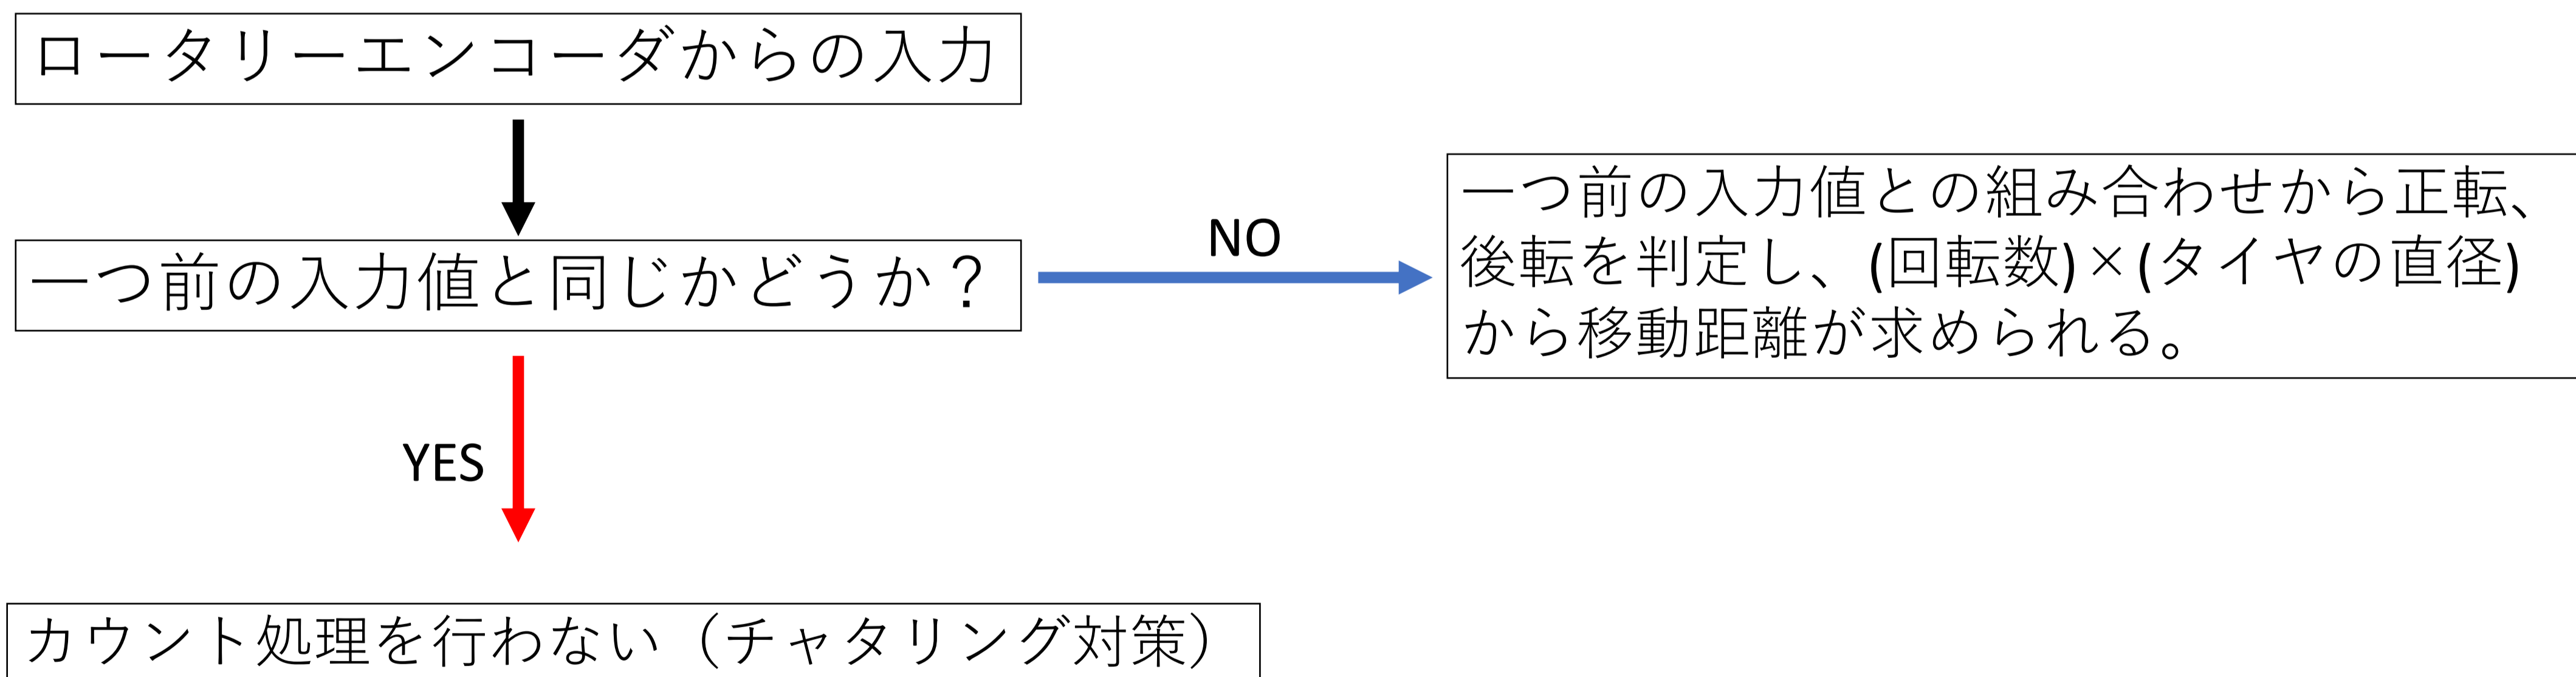 ロータリーエンコーダからの入力
一つ前の入力値と同じかどうか？
NO
一つ前の入力値との組み合わせから正転、
後転を判定し、(回転数)×(タイヤの直径)
から移動距離が求められる。
YES
カウント処理を行わない（チャタリング対策）